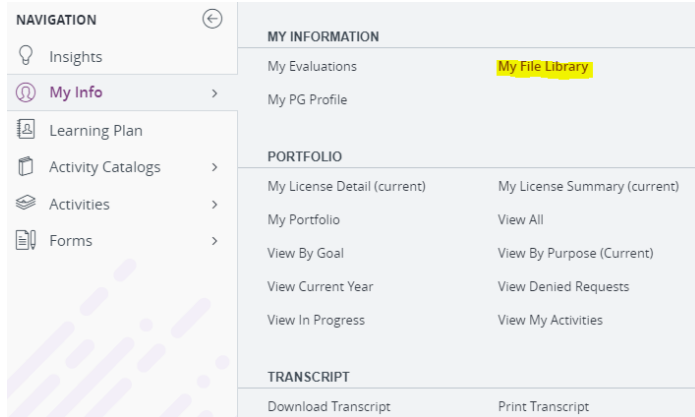 NAVIGATION
Insights
My Info
Learning Plan
Activity Catalogs
Activities
Forms
MY INFORMATION
My Evaluations My File Library
My PG Profile
PORTFOLIO
My License Detail (current) My License Summary (current)
My Portfolio View All
View By Goal View By Purpose (Current)
View Current Year View Denied Requests
View In Progress View My Activities
TRANSCRIPT
Download Transcript Print Transcript